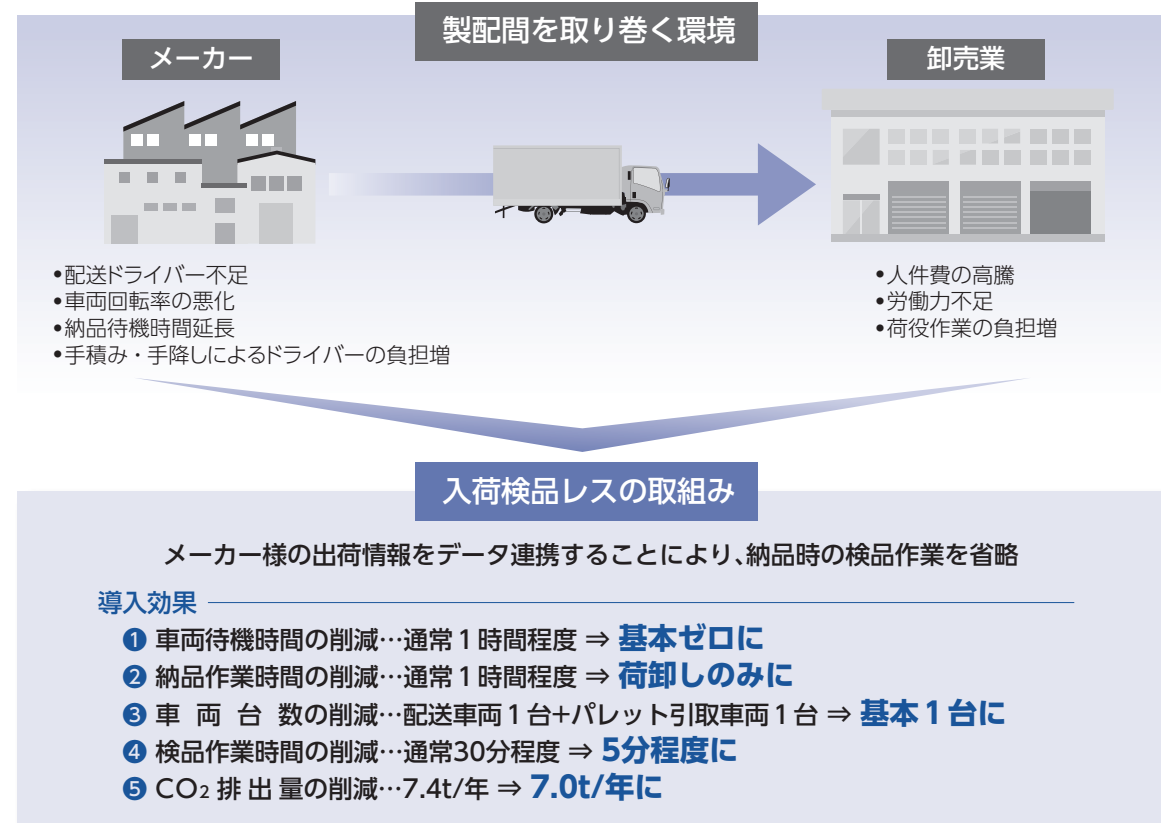 製配間を取り巻く環境
メーカー
卸売業
•配送ドライバー不足
•車両回転率の悪化
•納品待機時間延長
•手積み・手降しによるドライバーの負担増
•人件費の高騰
•労働力不足
•荷役作業の負担増
入荷検品レスの取組み
メーカー様の出荷情報をデータ連携することにより、納品時の検品作業を省略
導入効果
❶ 車両待機時間の削減…通常1時間程度 ⇒ 基本ゼロに
❷ 納品作業時間の削減…通常1時間程度 ⇒ 荷卸しのみに
❸ 車両台数の削減…配送車両1台+パレット引取車両1台 ⇒ 基本1台に
❹ 検品作業時間の削減…通常30分程度 ⇒ 5分程度に
❺ CO₂排出量の削減…7.4t/年 ⇒ 7.0t/年に